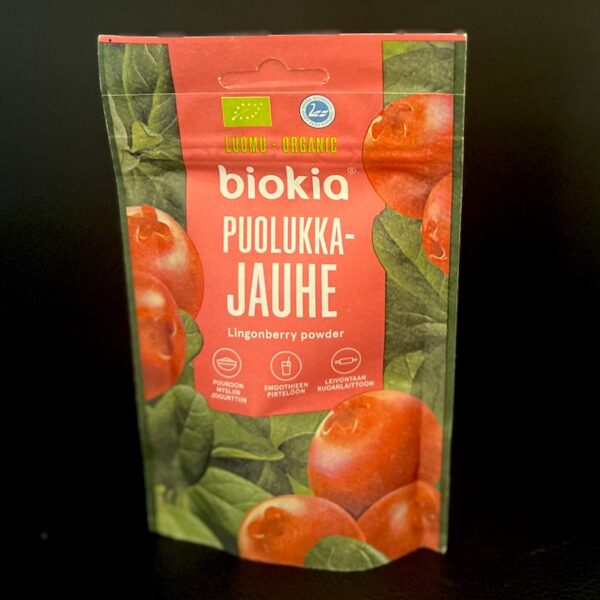 LUOMU - ORGANIC
biokia®
PUOLUKKA-
JAUHE
Lingonberry powder
PUUROON
MYSLIIN
JOGURTTIIN
SMOOTHIEEN
PIRTELÖÖN
LEIVONTAAN
RUOANLAITTOON